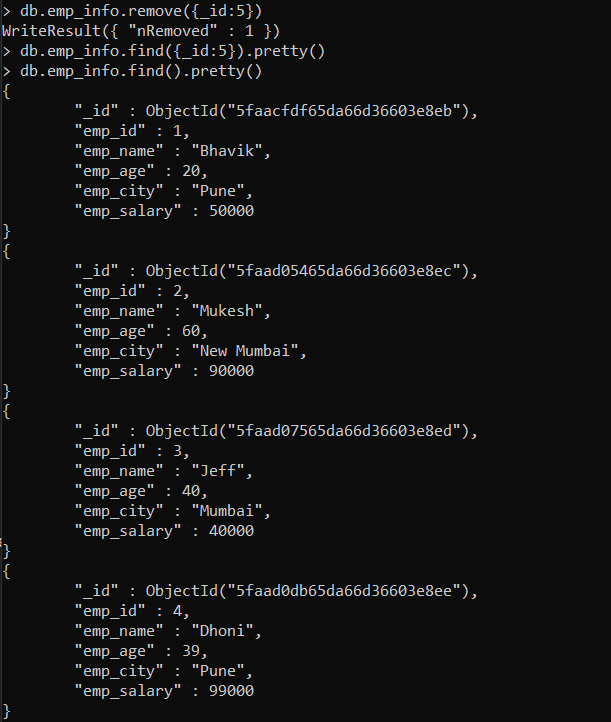 > db.emp_info.remove({_id:5})
WriteResult({ "nRemoved" : 1 })
> db.emp_info.find({_id:5}).pretty()
> db.emp_info.find().pretty()
{
        "_id" : ObjectId("5faacfdf65da66d36603e8eb"),
        "emp_id" : 1,
        "emp_name" : "Bhavik",
        "emp_age" : 20,
        "emp_city" : "Pune",
        "emp_salary" : 50000
}
{
        "_id" : ObjectId("5faad05465da66d36603e8ec"),
        "emp_id" : 2,
        "emp_name" : "Mukesh",
        "emp_age" : 60,
        "emp_city" : "New Mumbai",
        "emp_salary" : 90000
}
{
        "_id" : ObjectId("5faad07565da66d36603e8ed"),
        "emp_id" : 3,
        "emp_name" : "Jeff",
        "emp_age" : 40,
        "emp_city" : "Mumbai",
        "emp_salary" : 40000
}
{
        "_id" : ObjectId("5faad0db65da66d36603e8ee"),
        "emp_id" : 4,
        "emp_name" : "Dhoni",
        "emp_age" : 39,
        "emp_city" : "Pune",
        "emp_salary" : 99000
}